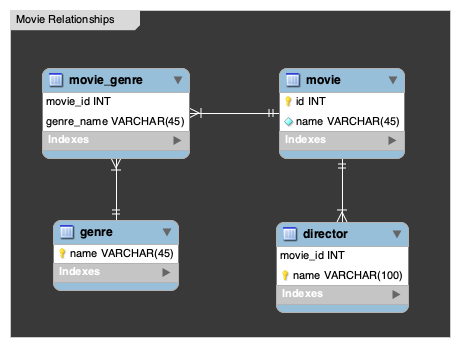 Movie Relationships
movie_genre
movie_id INT
genre_name VARCHAR(45)
Indexes
movie
id INT
name VARCHAR(45)
Indexes
genre
name VARCHAR(45)
Indexes
director
movie_id INT
name VARCHAR(100)
Indexes